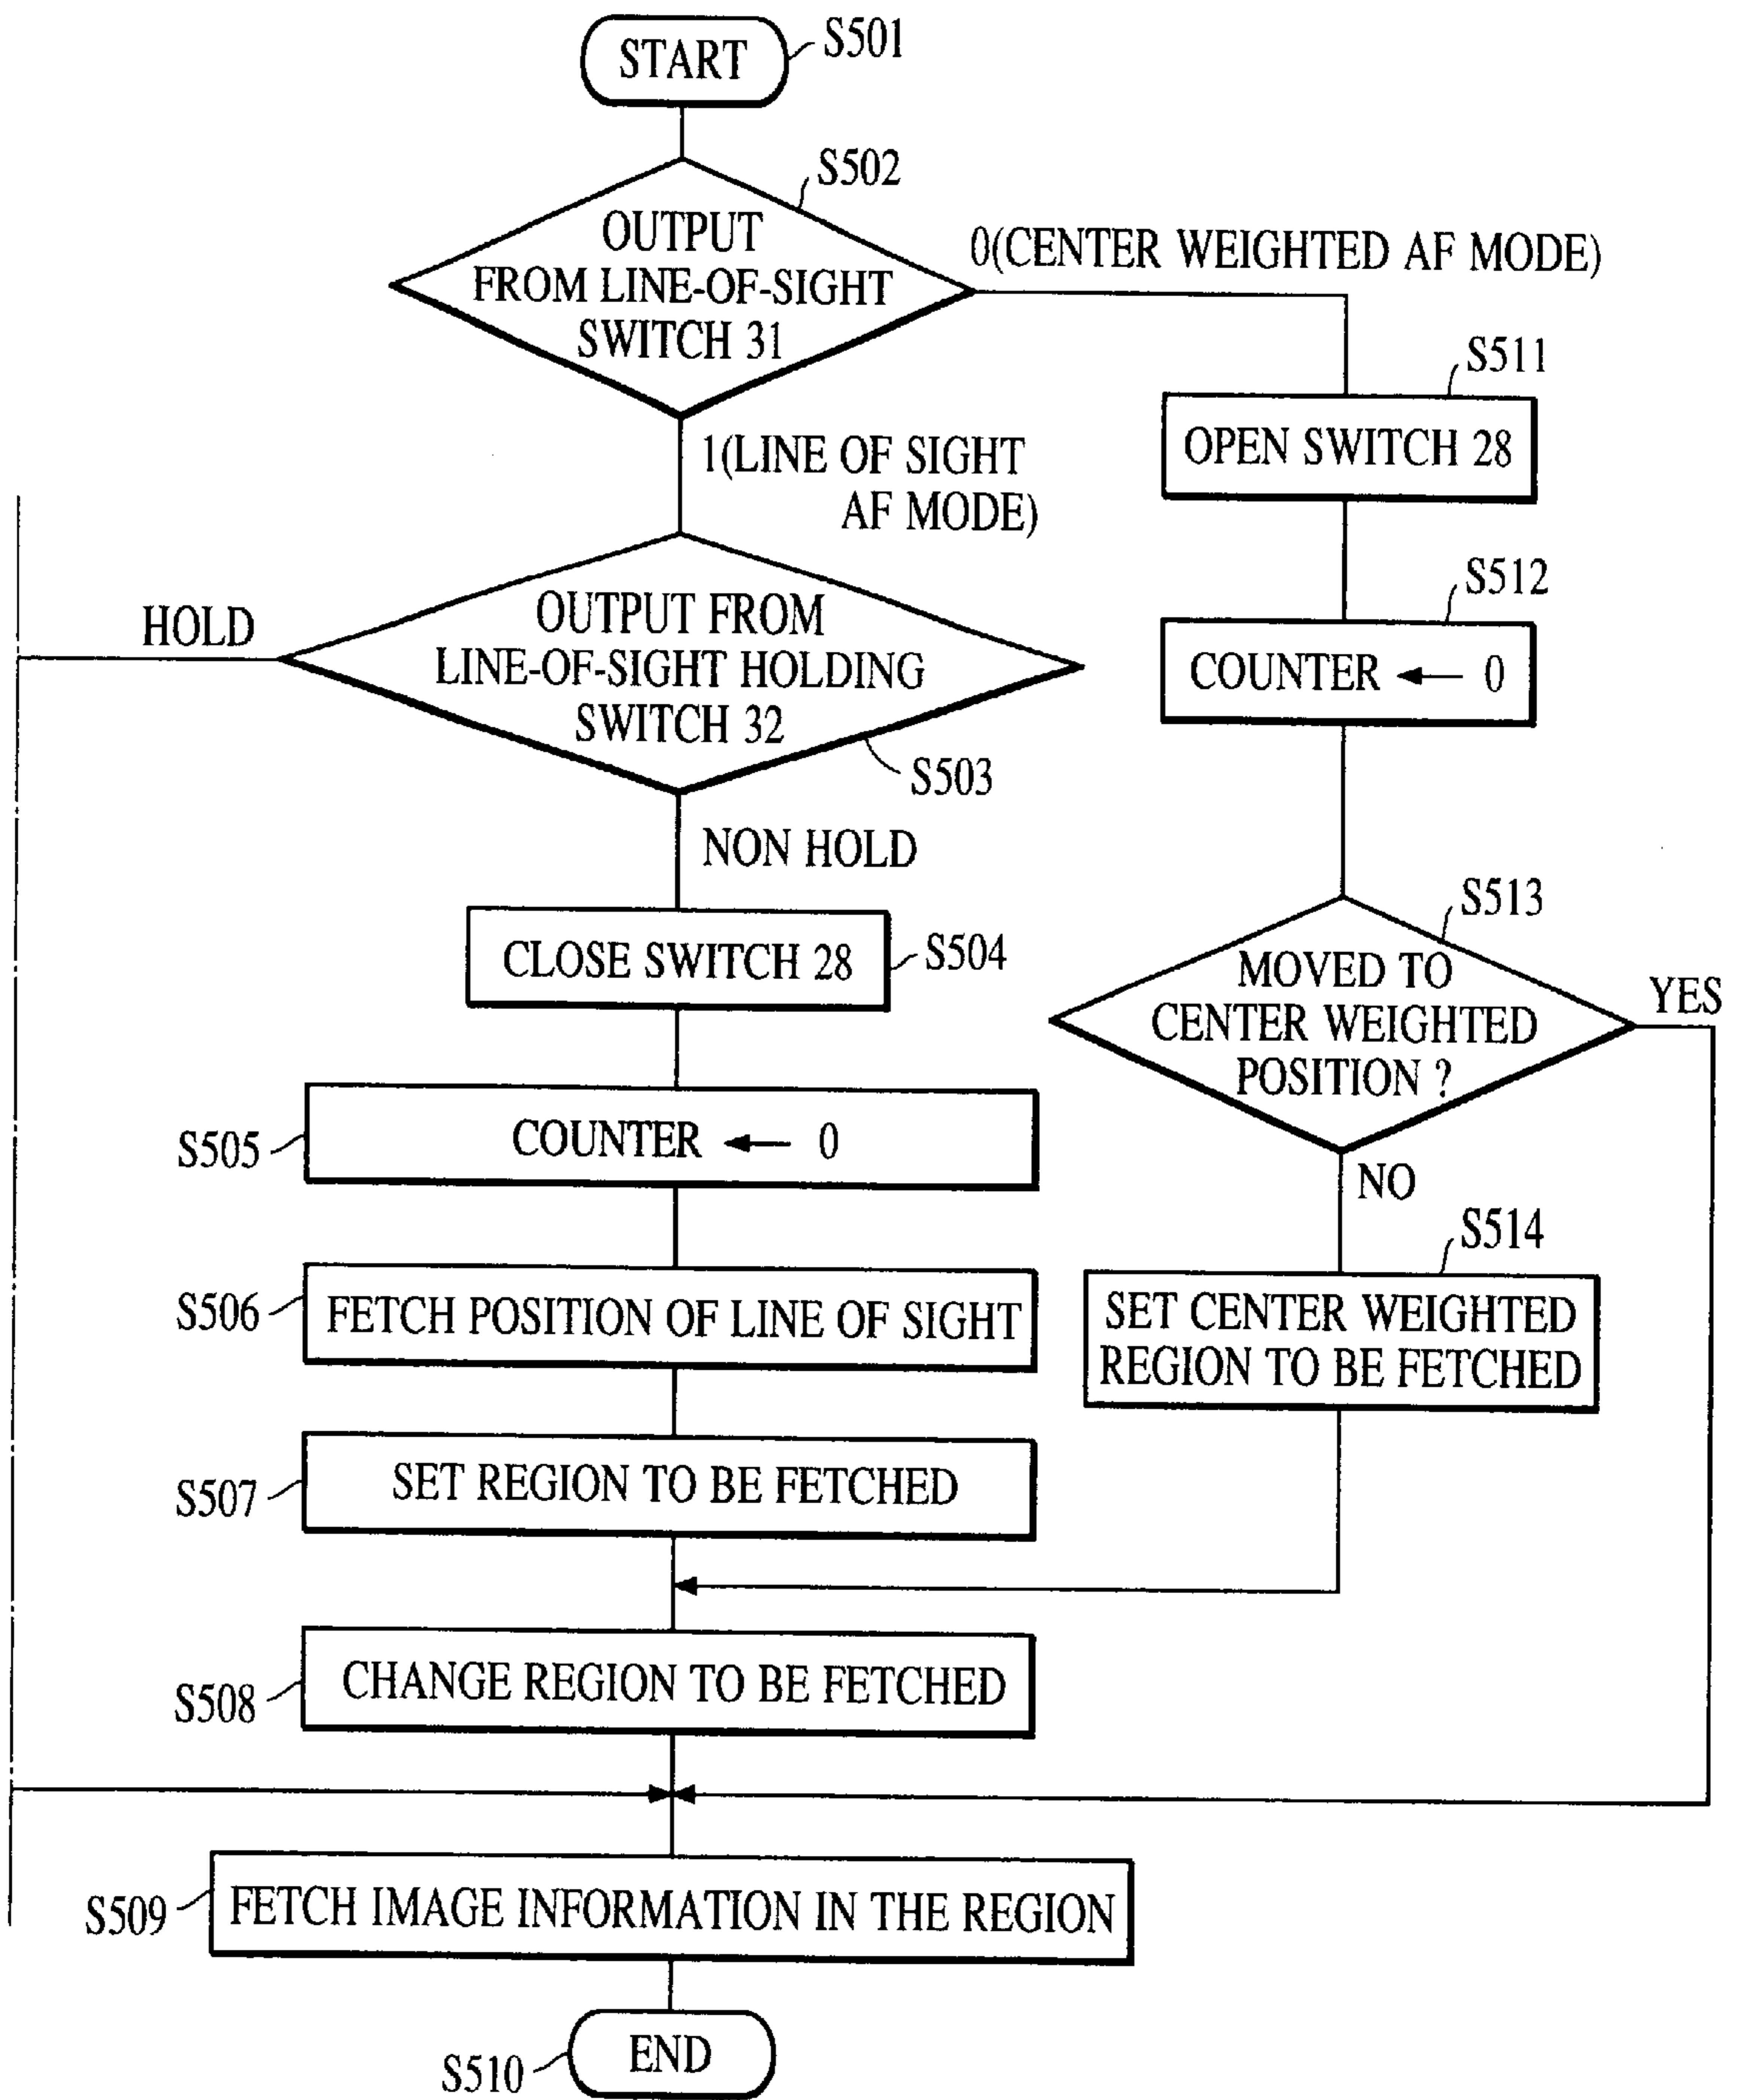 START
S501
S502
OUTPUT
FROM LINE-OF-SIGHT
SWITCH 31
0(CENTER WEIGHTED AF MODE)
1(LINE OF SIGHT
AF MODE)
S511
OPEN SWITCH 28
S512
COUNTER ← 0
HOLD
OUTPUT FROM
LINE-OF-SIGHT HOLDING
SWITCH 32
S503
NON HOLD
CLOSE SWITCH 28
S504
S513
MOVED TO
CENTER WEIGHTED
POSITION ?
YES
NO
S505
COUNTER ← 0
S514
SET CENTER WEIGHTED
REGION TO BE FETCHED
S506
FETCH POSITION OF LINE OF SIGHT
S507
SET REGION TO BE FETCHED
S508
CHANGE REGION TO BE FETCHED
S509
FETCH IMAGE INFORMATION IN THE REGION
S510
END